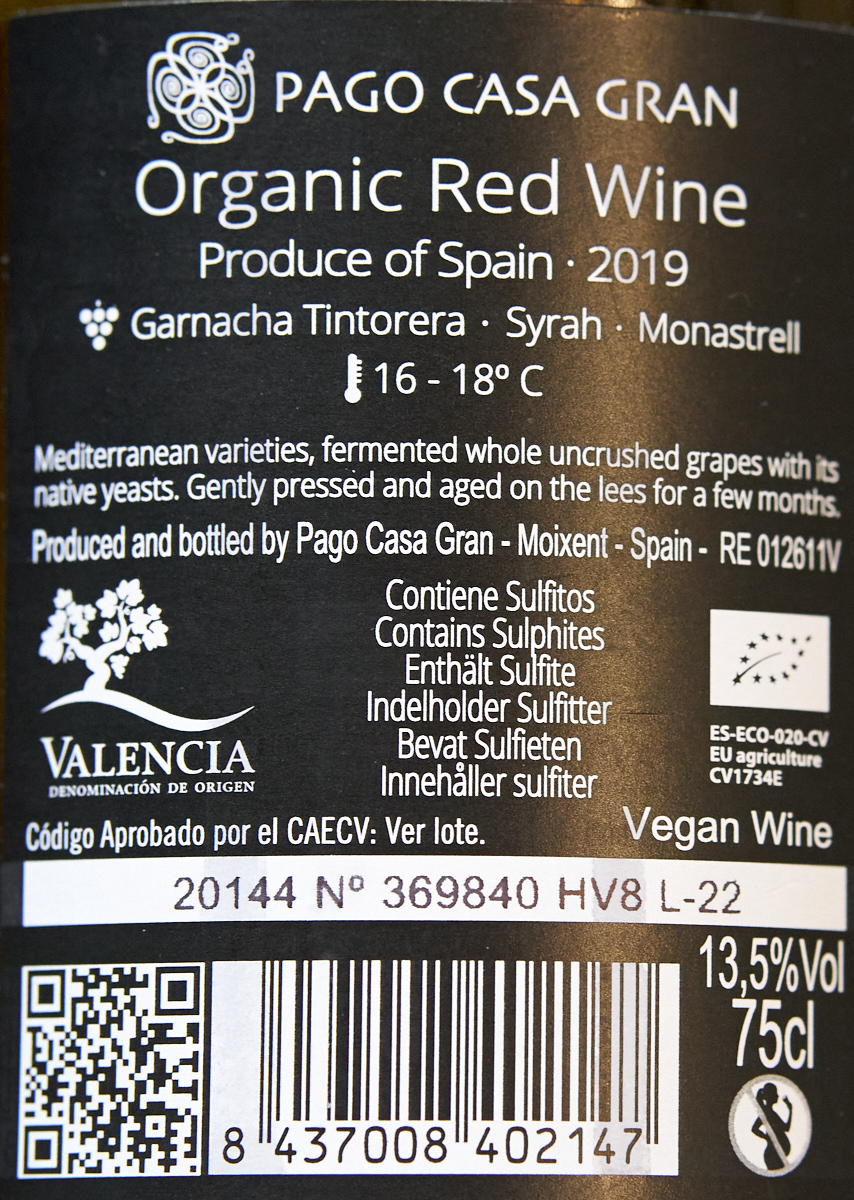 PAGO CASA GRAN
Organic Red Wine
Produce of Spain · 2019
Garnacha Tintorera · Syrah · Monastrell
16 - 18º C
Mediterranean varieties, fermented whole uncrushed grapes with its
native yeasts. Gently pressed and aged on the lees for a few months.
Produced and bottled by Pago Casa Gran - Moixent - Spain - RE 012611V
Contiene Sulfitos
Contains Sulphites
Enthält Sulfite
Indelholder Sulfitter
Bevat Sulfieten
Innehåller sulfiter
VALENCIA
DENOMINACIÓN DE ORIGEN
ES-ECO-020-CV
EU agriculture
CV1734E
Código Aprobado por el CAECV: Ver lote.
Vegan Wine
20144 Nº 369840 HV8 L-22
13,5%Vol
75cl
8 437008 402147